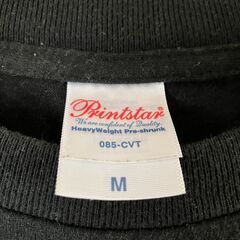 Printstar
We are confident of Quality.
HeavyWeight Pre-shrunk
085-CVT
M